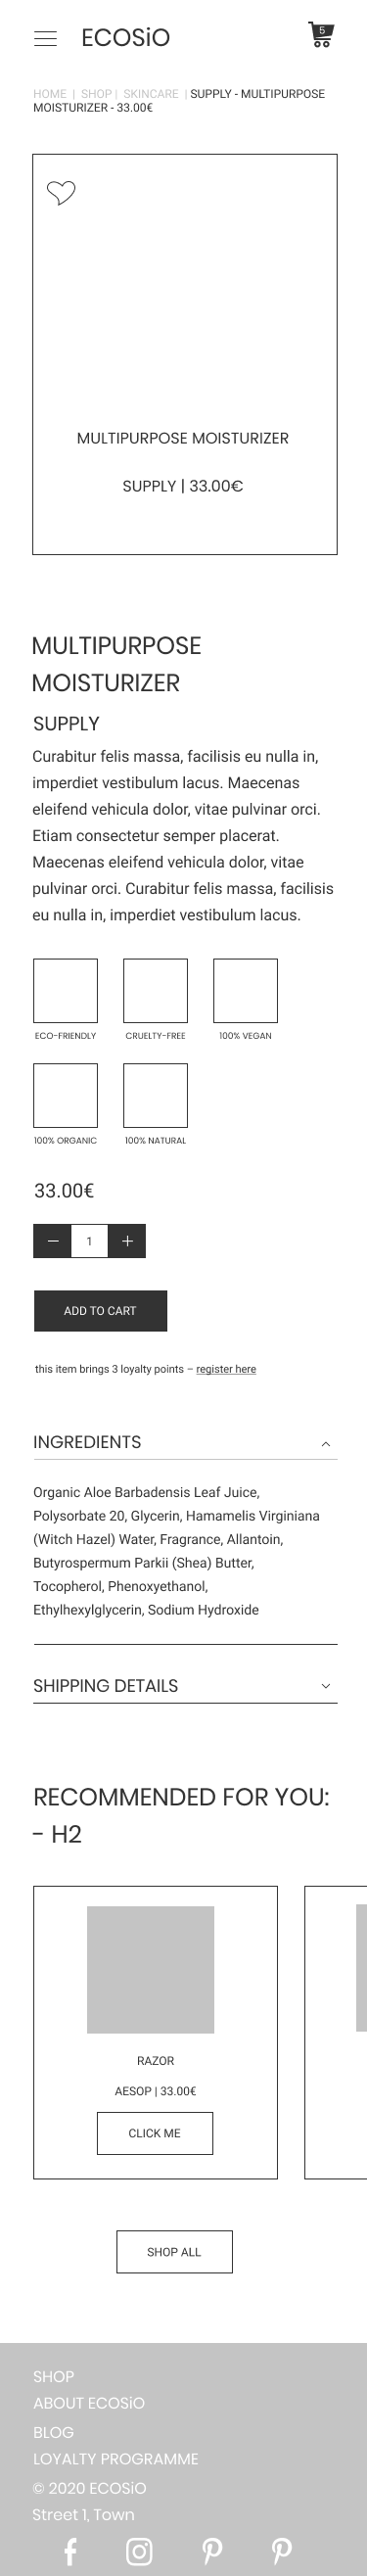 ECOSiO
5
HOME | SHOP | SKINCARE | SUPPLY - MULTIPURPOSE
MOISTURIZER - 33.00€
MULTIPURPOSE MOISTURIZER
SUPPLY | 33.00€
MULTIPURPOSE
MOISTURIZER
SUPPLY
Curabitur felis massa, facilisis eu nulla in,
imperdiet vestibulum lacus. Maecenas
eleifend vehicula dolor, vitae pulvinar orci.
Etiam consectetur semper placerat.
Maecenas eleifend vehicula dolor, vitae
pulvinar orci. Curabitur felis massa, facilisis
eu nulla in, imperdiet vestibulum lacus.
ECO-FRIENDLY CRUELTY-FREE 100% VEGAN
100% ORGANIC 100% NATURAL
33.00€
1
ADD TO CART
this item brings 3 loyalty points – register here
INGREDIENTS
Organic Aloe Barbadensis Leaf Juice,
Polysorbate 20, Glycerin, Hamamelis Virginiana
(Witch Hazel) Water, Fragrance, Allantoin,
Butyrospermum Parkii (Shea) Butter,
Tocopherol, Phenoxyethanol,
Ethylhexylglycerin, Sodium Hydroxide
SHIPPING DETAILS
RECOMMENDED FOR YOU:
- H2
RAZOR
AESOP | 33.00€
CLICK ME
SHOP ALL
SHOP
ABOUT ECOSiO
BLOG
LOYALTY PROGRAMME
© 2020 ECOSiO
Street 1, Town